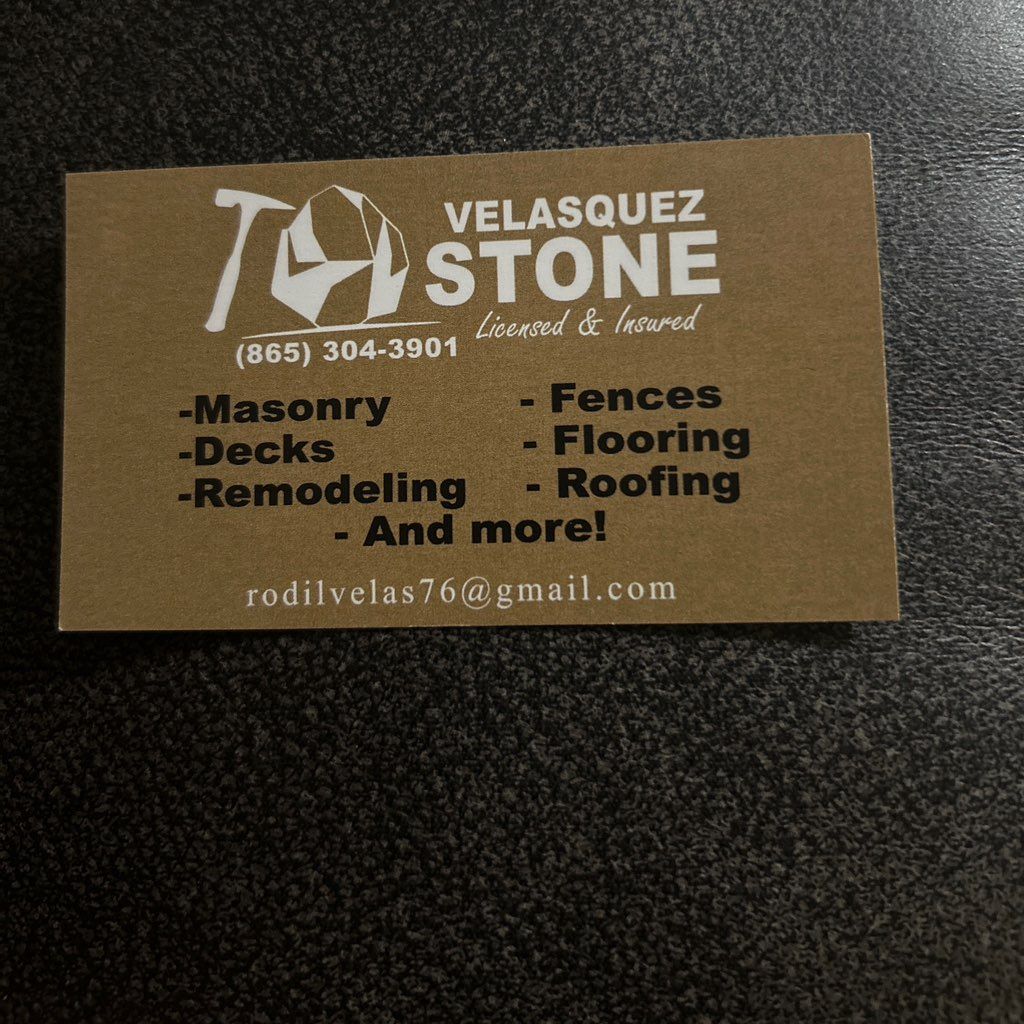 VELASQUEZ
STONE
Licensed & Insured
(865) 304-3901
-Masonry
-Decks
-Remodeling
- Fences
- Flooring
- Roofing
- And more!
rodilvelas76@gmail.com